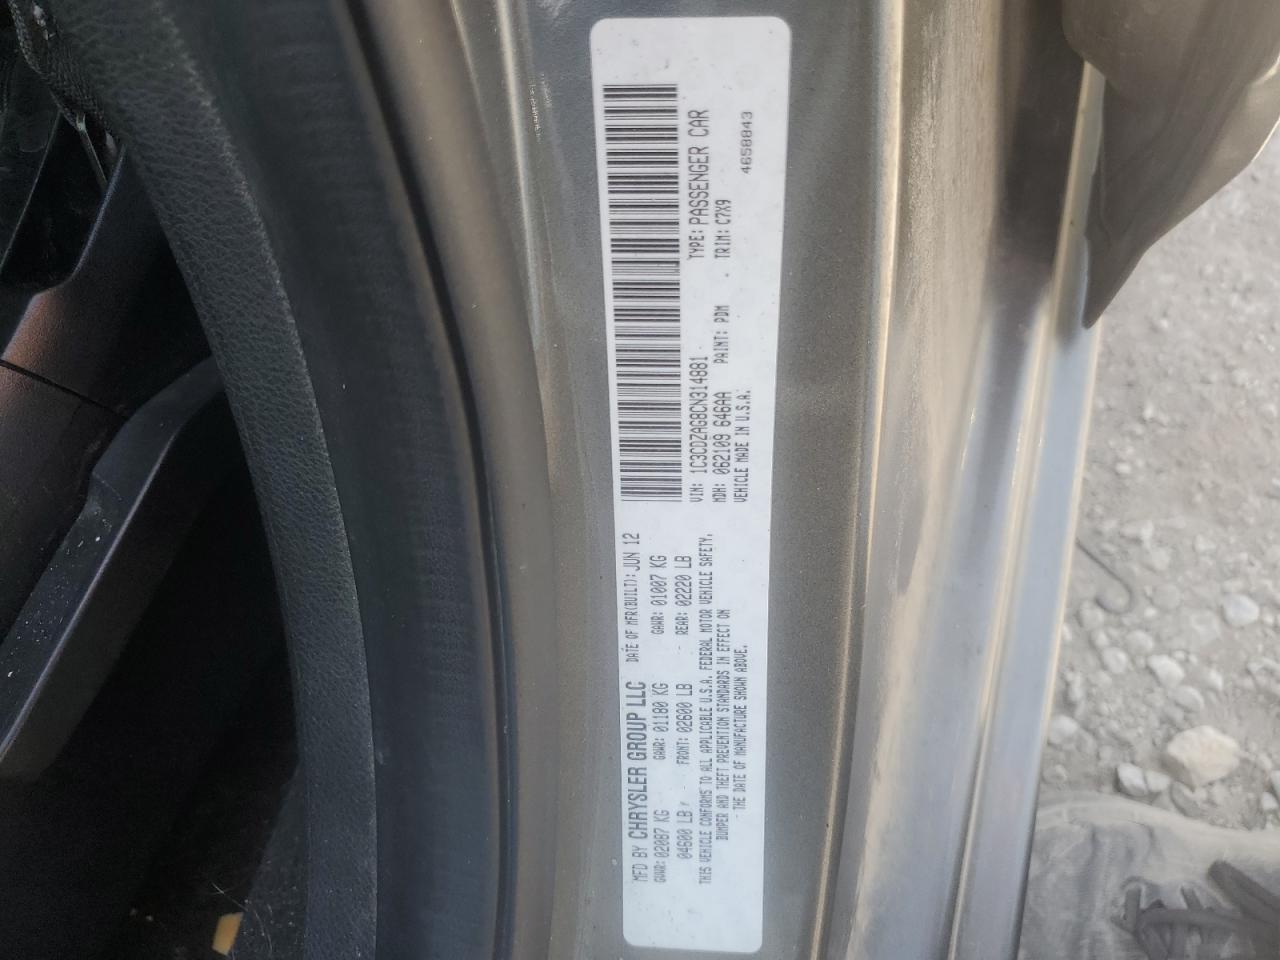 MFD BY CHRYSLER GROUP LLC DATE OF MFR(BUILT): JUN 12
GVWR: 02087 KG GAWR: 01180 KG GAWR: 01007 KG
04600 LB FRONT: 02600 LB REAR: 02220 LB
THIS VEHICLE CONFORMS TO ALL APPLICABLE U.S.A. FEDERAL MOTOR VEHICLE SAFETY,
BUMPER AND THEFT PREVENTION STANDARDS IN EFFECT ON
THE DATE OF MANUFACTURE SHOWN ABOVE.
VIN: 1C3CDZAG8CN314881 TYPE: PASSENGER CAR
MDH: 062109 646AA PAINT: PDM TRIM: C7X9
VEHICLE MADE IN U.S.A. 4658843